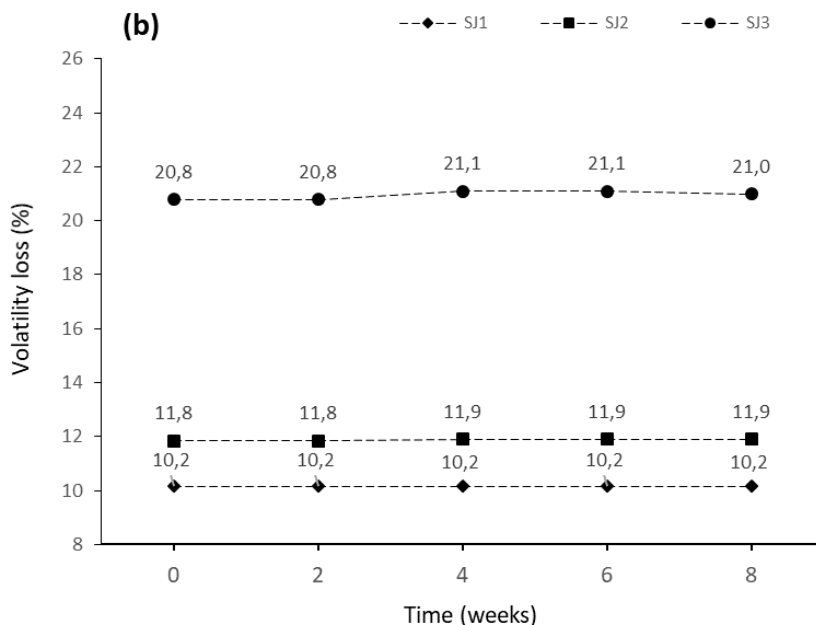 (b)
SJ1 SJ2 SJ3
26
24
22
20
18
16
14
12
10
8
Volatility loss (%)
20,8 20,8 21,1 21,1 21,0
11,8 11,8 11,9 11,9 11,9
10,2 10,2 10,2 10,2 10,2
0 2 4 6 8
Time (weeks)